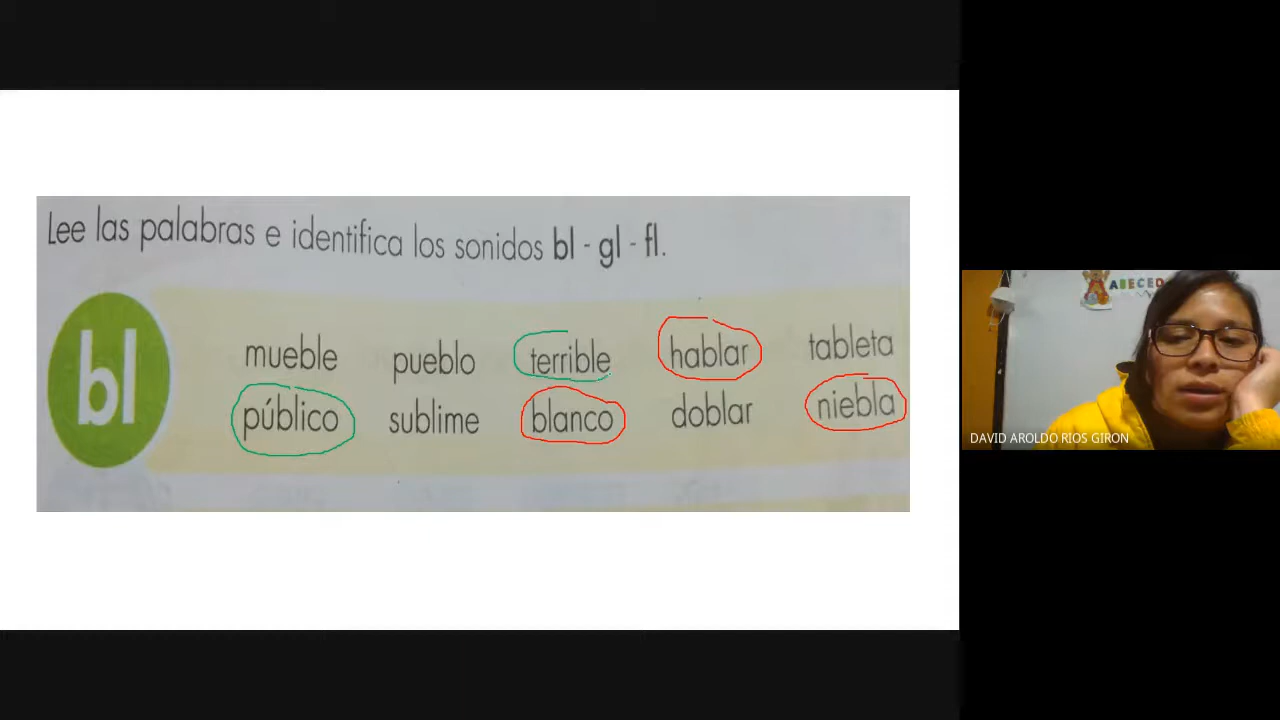 Lee las palabras e identifica los sonidos bl - gl - fl.
bl
mueble pueblo terrible hablar tableta
público sublime blanco doblar niebla
ABECED
DAVID AROLDO RIOS GIRON